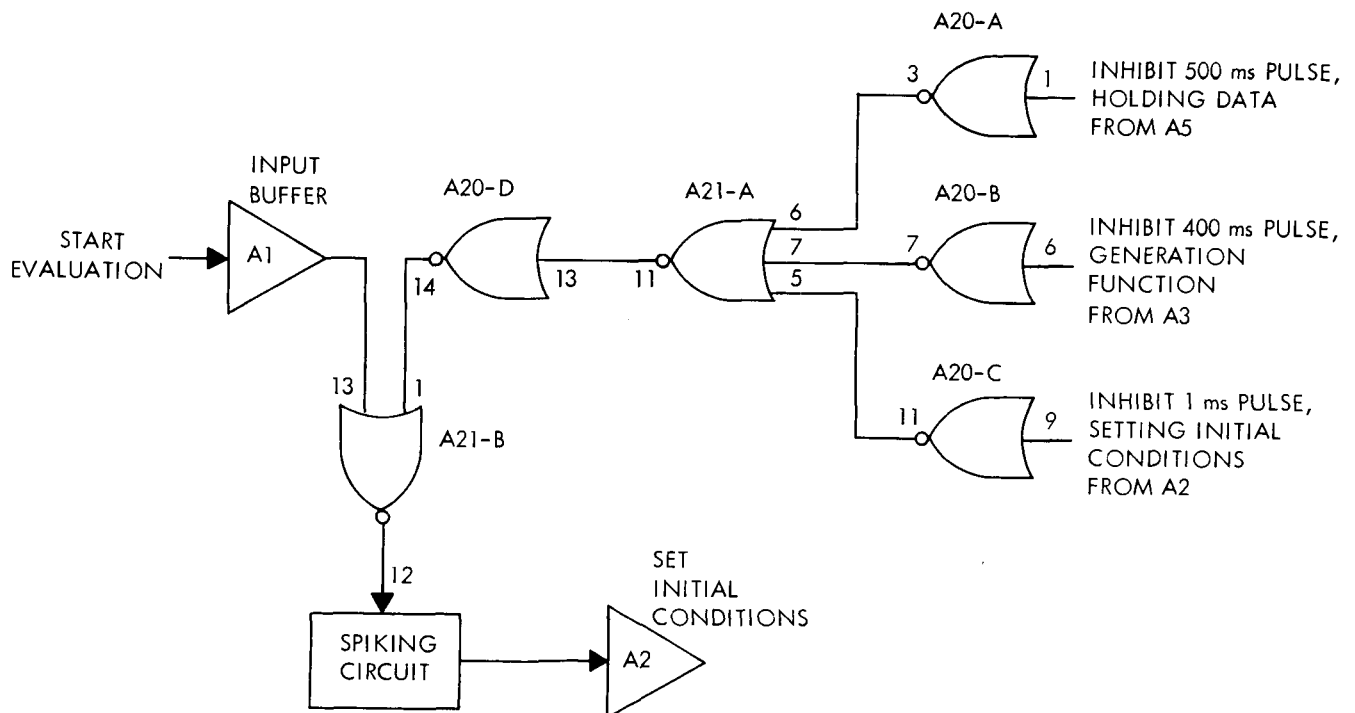 A20-A
3
1
INHIBIT 500 ms PULSE,
HOLDING DATA
FROM A5
INPUT
BUFFER
A20-D
A21-A
6
A20-B
START
EVALUATION
A1
14
13
11
7
5
7
6
INHIBIT 400 ms PULSE,
GENERATION
FUNCTION
FROM A3
13
1
A21-B
A20-C
11
9
INHIBIT 1 ms PULSE,
SETTING INITIAL
CONDITIONS
FROM A2
12
SET
INITIAL
CONDITIONS
SPIKING
CIRCUIT
A2